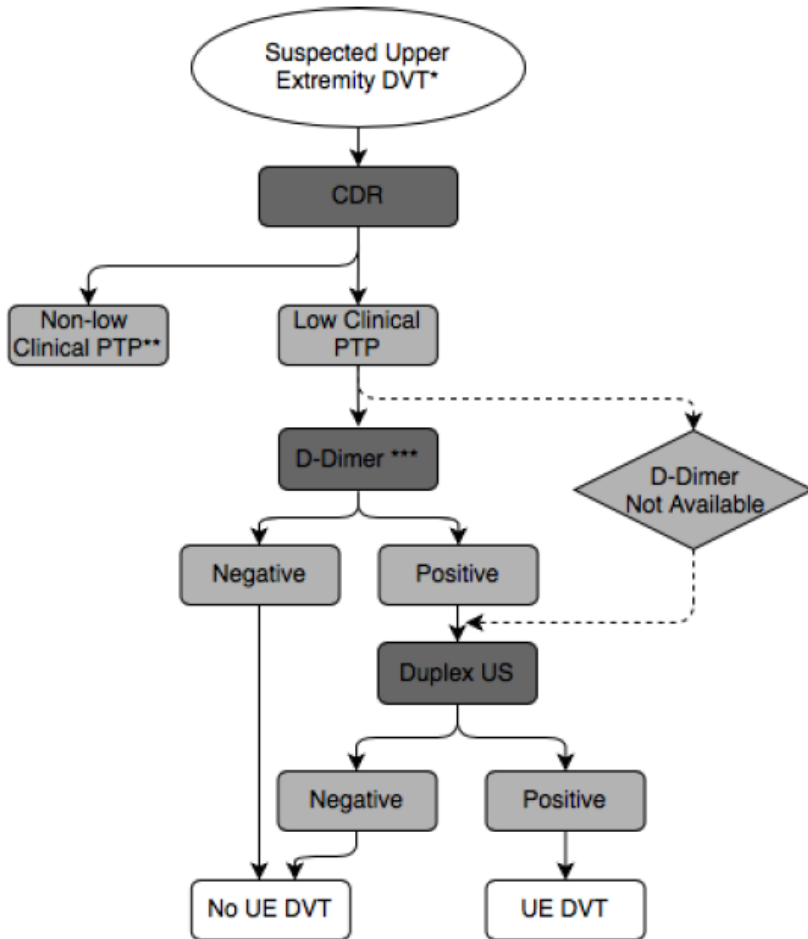 Suspected Upper
Extremity DVT*
CDR
Non-low
Clinical PTP**
Low Clinical
PTP
D-Dimer ***
D-Dimer
Not Available
Negative
Positive
Duplex US
Negative
Positive
No UE DVT
UE DVT